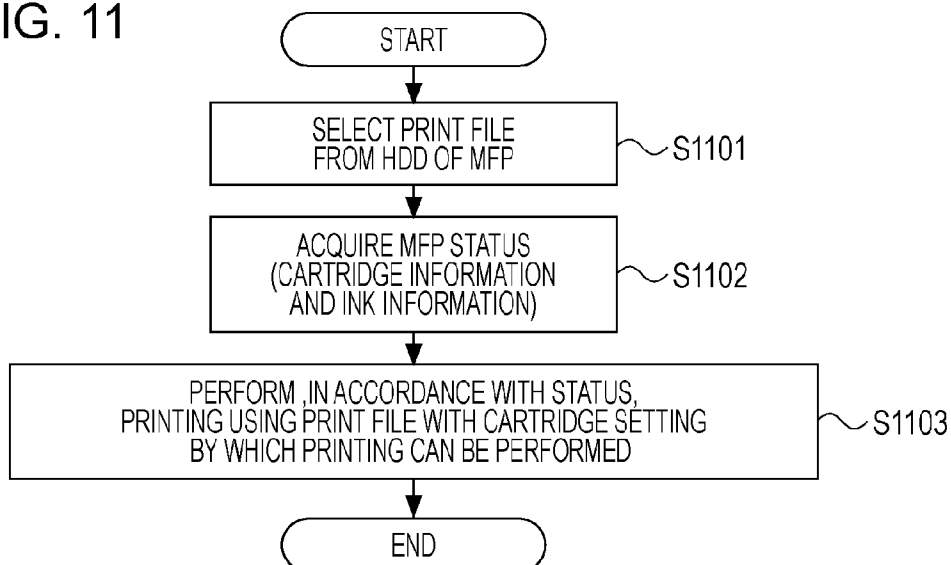 IG. 11
START
SELECT PRINT FILE
FROM HDD OF MFP
S1101
ACQUIRE MFP STATUS
(CARTRIDGE INFORMATION
AND INK INFORMATION)
S1102
PERFORM ,IN ACCORDANCE WITH STATUS,
PRINTING USING PRINT FILE WITH CARTRIDGE SETTING
BY WHICH PRINTING CAN BE PERFORMED
S1103
END